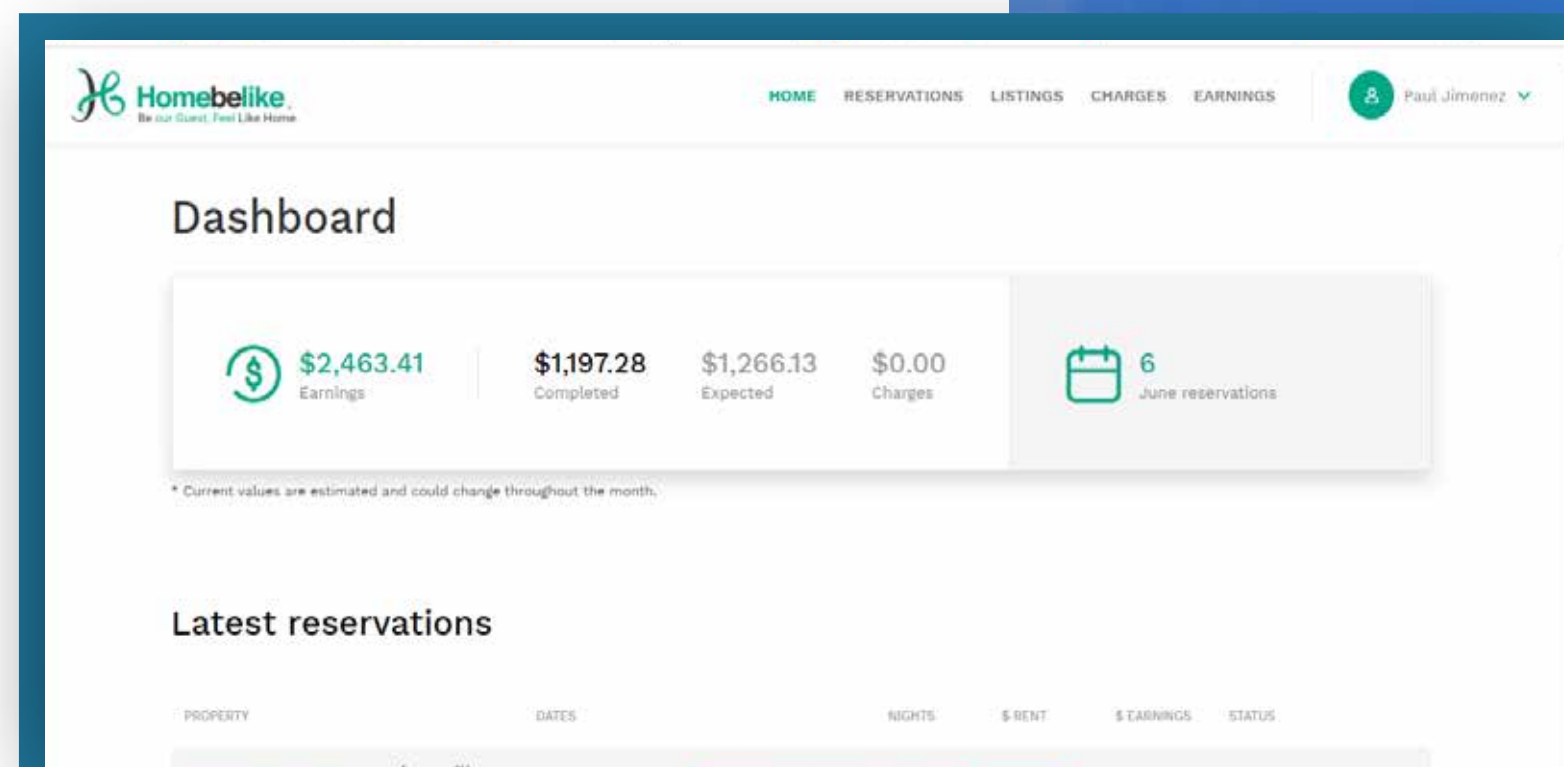 Homebelike
Be our Guest, Feel Like Home
HOME RESERVATIONS LISTINGS CHARGES EARNINGS Paul Jimenez
Dashboard
$2,463.41 $1,197.28 $1,266.13 $0.00 6
Earnings Completed Expected Charges June reservations
* Current values are estimated and could change throughout the month.
Latest reservations
PROPERTY DATES NIGHTS $ RENT $ EARNINGS STATUS